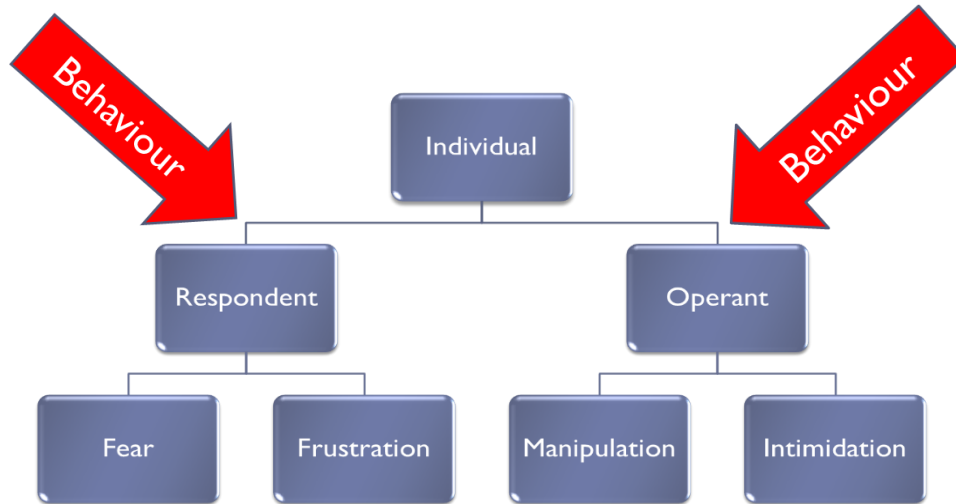 Behaviour
Behaviour
Individual
Respondent
Operant
Fear
Frustration
Manipulation
Intimidation